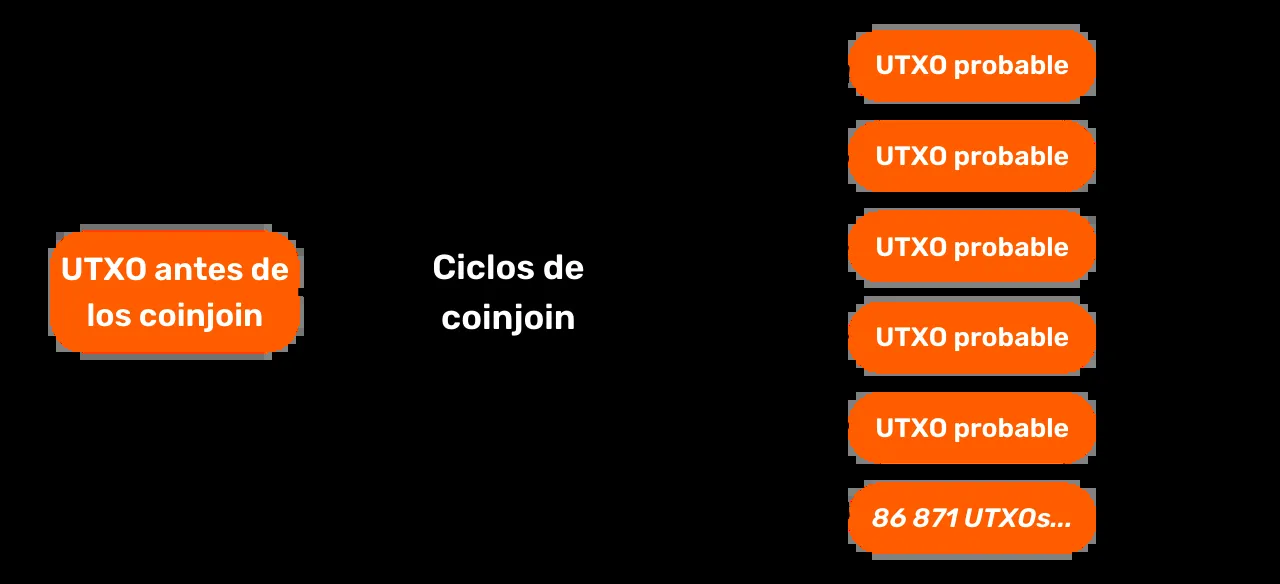 UTXO antes de
los coinjoin
Ciclos de
coinjoin
UTXO probable
UTXO probable
UTXO probable
UTXO probable
UTXO probable
86 871 UTXOs...